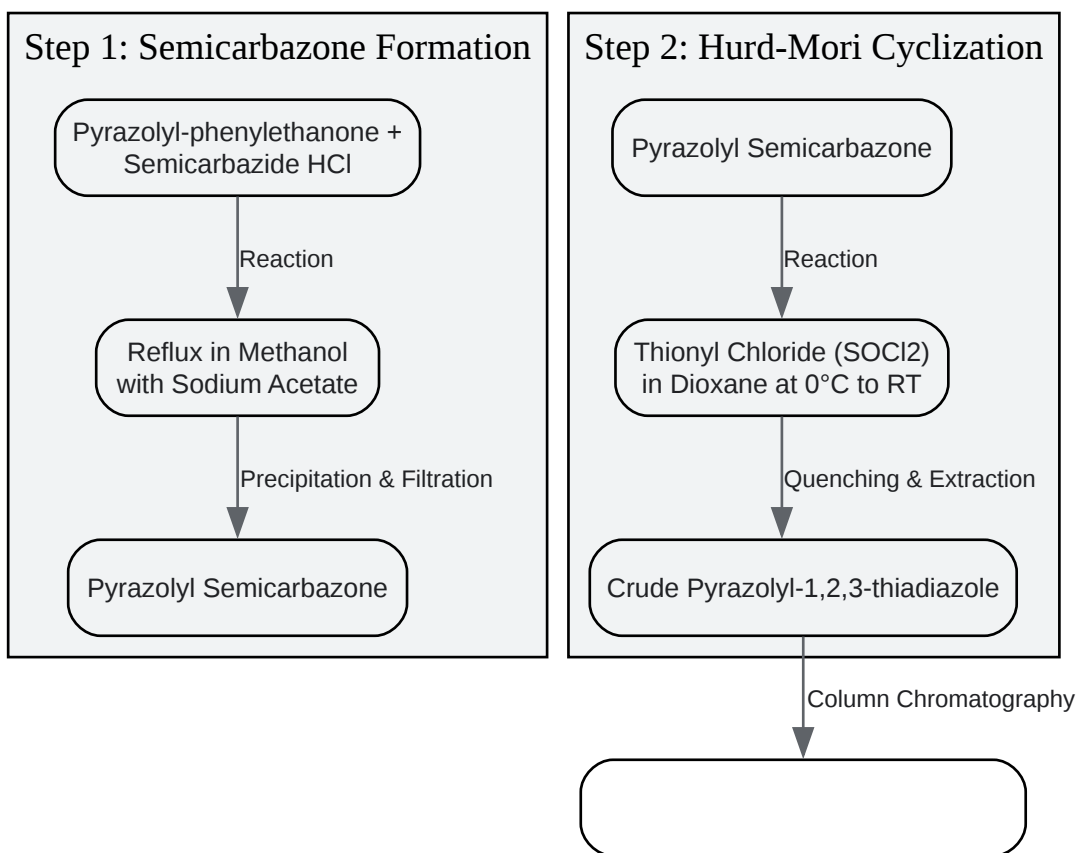 Step 1: Semicarbazone Formation
Pyrazolyl-phenylethanone +
Semicarbazide HCl
Reaction
Reflux in Methanol
with Sodium Acetate
Precipitation & Filtration
Pyrazolyl Semicarbazone
Step 2: Hurd-Mori Cyclization
Pyrazolyl Semicarbazone
Reaction
Thionyl Chloride (SOCl2)
in Dioxane at 0°C to RT
Quenching & Extraction
Crude Pyrazolyl-1,2,3-thiadiazole
Column Chromatography